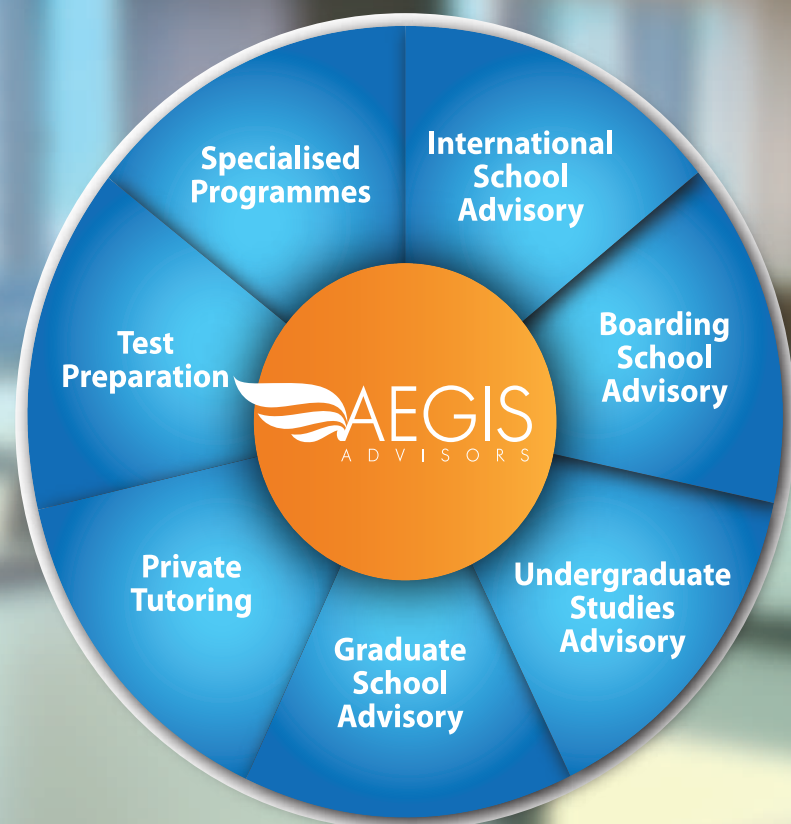 Specialised
Programmes
International
School
Advisory
Boarding
School
Advisory
Undergraduate
Studies
Advisory
Graduate
School
Advisory
Private
Tutoring
Test
Preparation
AEGIS
ADVISORS